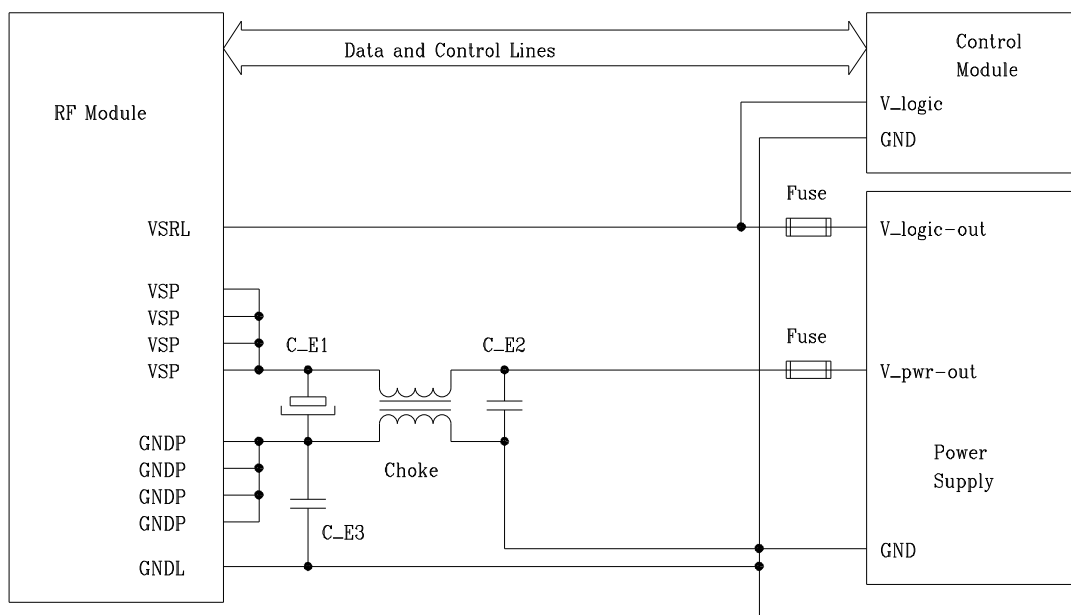 Data and Control Lines
Control
Module
RF Module
V_logic
GND
Fuse
VSRL
V_logic-out
VSP
VSP
VSP
VSP
C_E1
C_E2
Fuse
V_pwr-out
GNDP
GNDP
GNDP
GNDP
Choke
C_E3
Power
Supply
GND
GNDL